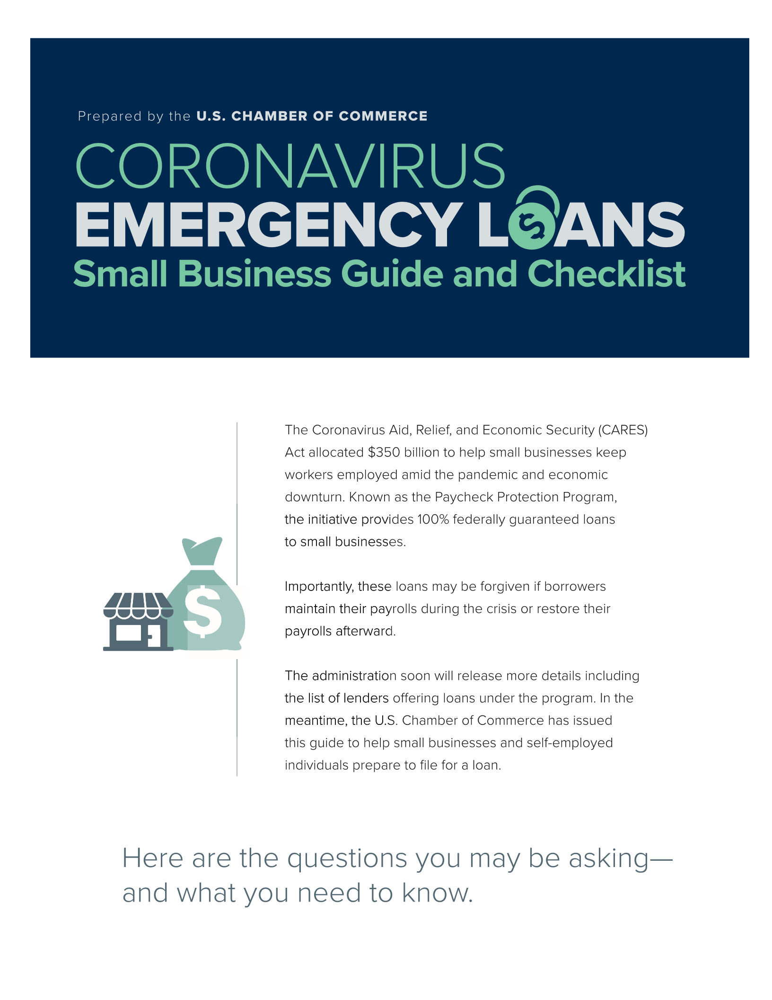 Prepared by the U.S. CHAMBER OF COMMERCE
CORONAVIRUS
EMERGENCY LOANS
Small Business Guide and Checklist
The Coronavirus Aid, Relief, and Economic Security (CARES)
Act allocated $350 billion to help small businesses keep
workers employed amid the pandemic and economic
downturn. Known as the Paycheck Protection Program,
the initiative provides 100% federally guaranteed loans
to small businesses.
Importantly, these loans may be forgiven if borrowers
maintain their payrolls during the crisis or restore their
payrolls afterward.
$
The administration soon will release more details including
the list of lenders offering loans under the program. In the
meantime, the U.S. Chamber of Commerce has issued
this guide to help small businesses and self-employed
individuals prepare to file for a loan.
Here are the questions you may be asking—
and what you need to know.